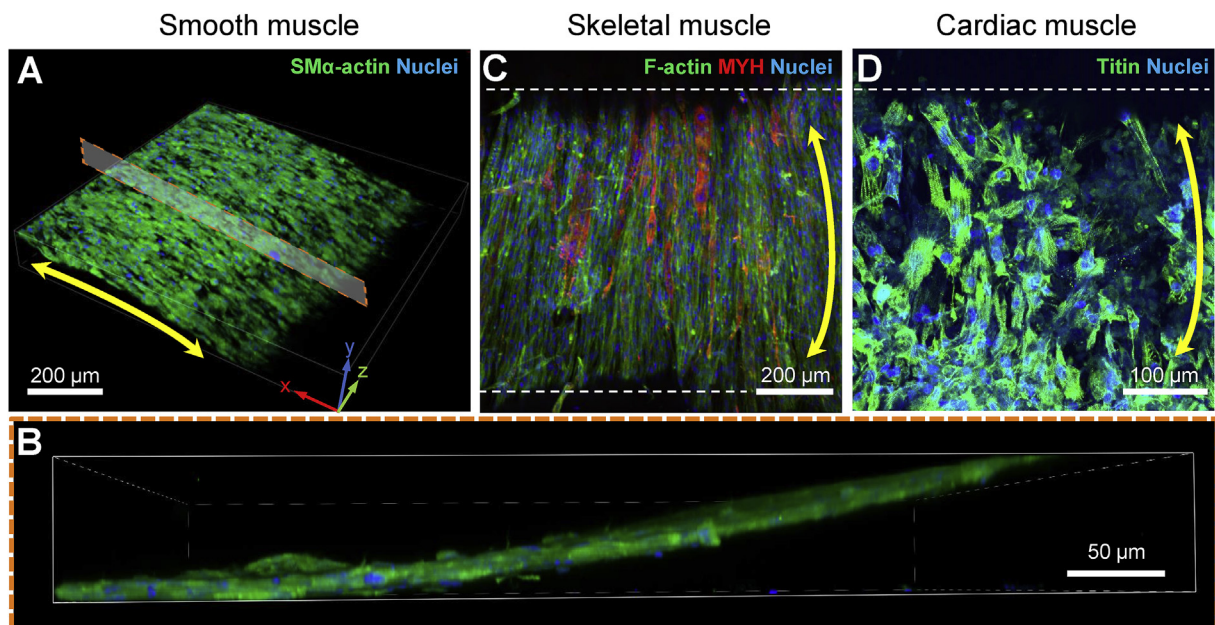 Smooth muscle
Skeletal muscle
Cardiac muscle
A
SMα-actin Nuclei
200 µm
x
y
z
C
F-actin MYH Nuclei
200 µm
D
Titin Nuclei
100 µm
B
50 µm